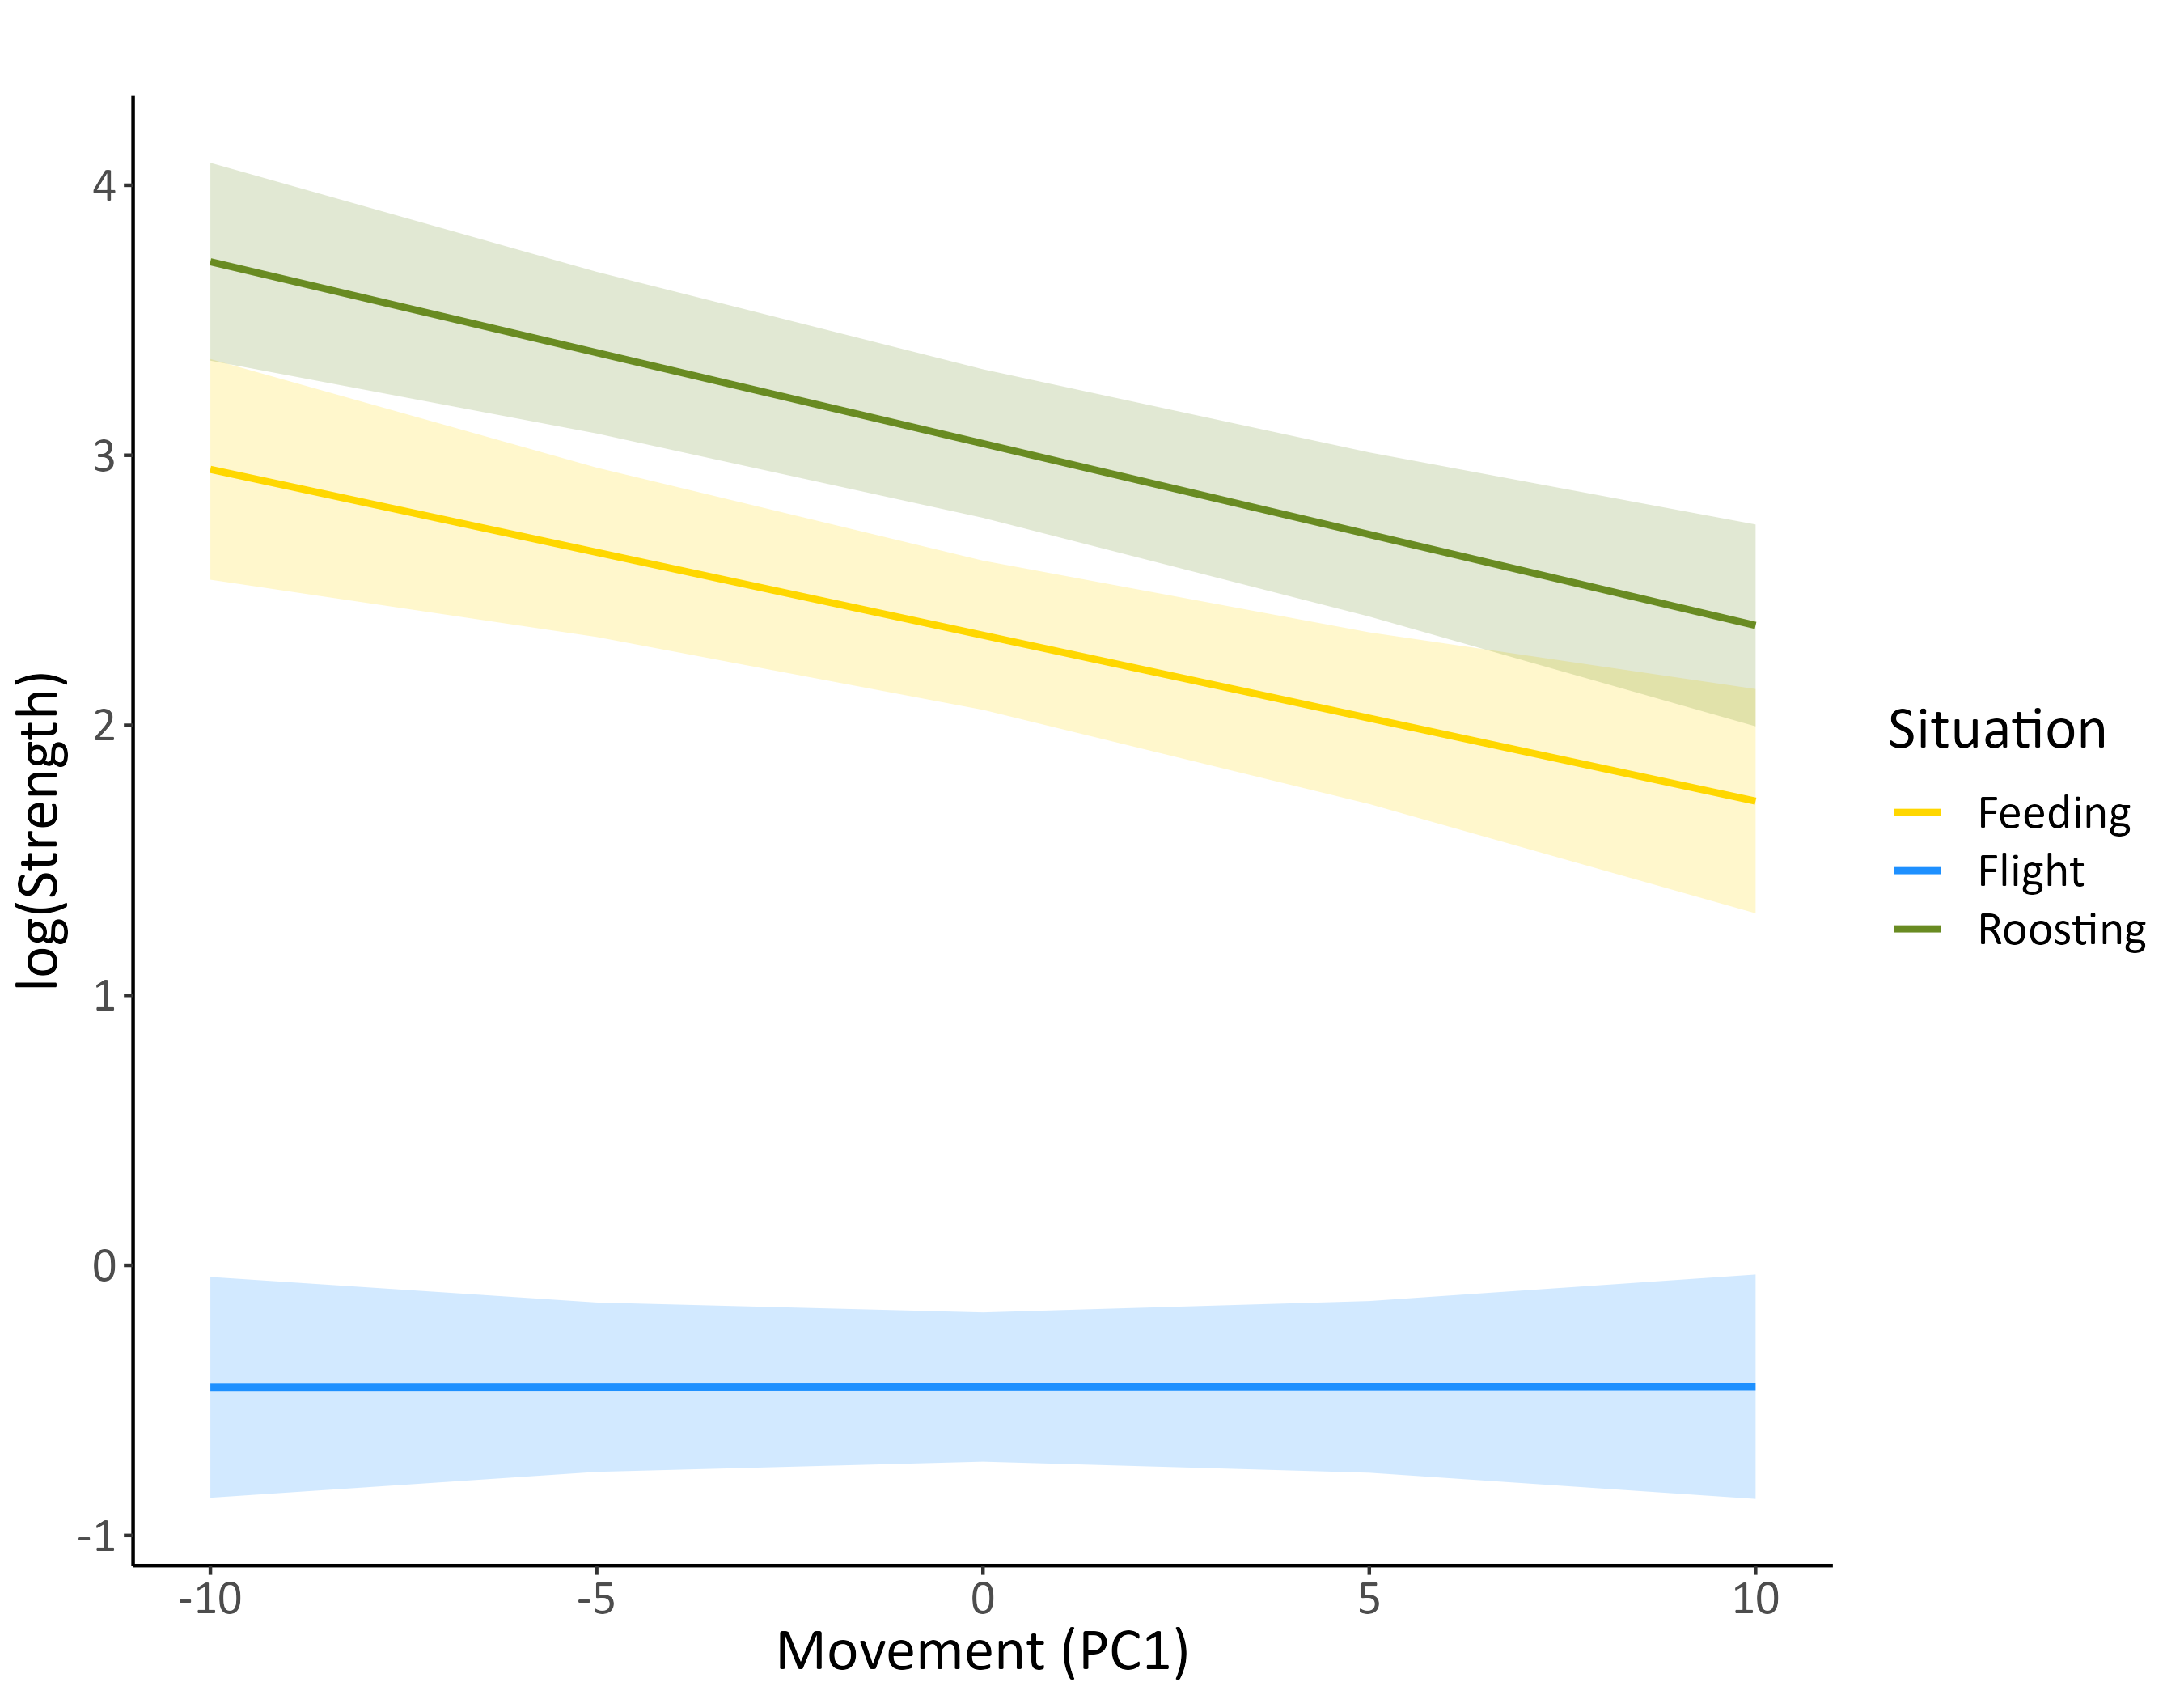 4
3
2
1
0
-1
log(Strength)
-10 -5 0 5 10
Movement (PC1)
Situation
Feeding
Flight
Roosting